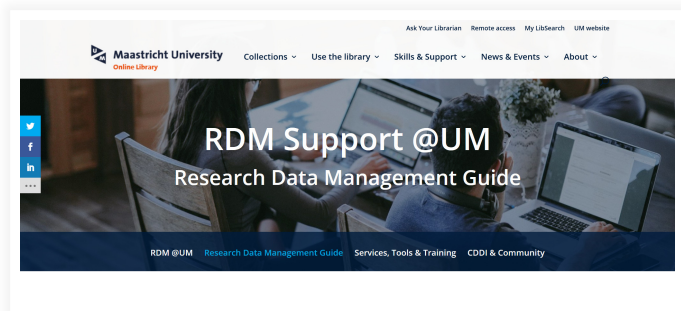 Ask Your Librarian Remote access My LibSearch UM website
UM
Maastricht University
Online Library
Collections Use the library Skills & Support News & Events About
RDM Support @UM
Research Data Management Guide
RDM @UM Research Data Management Guide Services, Tools & Training CDDI & Community